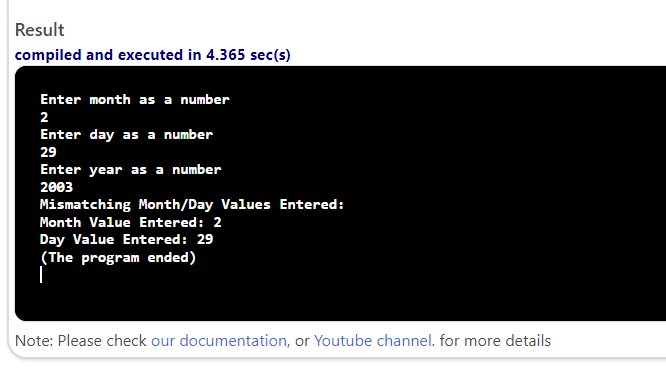 Result
compiled and executed in 4.365 sec(s)
Enter month as a number
2
Enter day as a number
29
Enter year as a number
2003
Mismatching Month/Day Values Entered:
Month Value Entered: 2
Day Value Entered: 29
(The program ended)
Note: Please check our documentation, or Youtube channel. for more details